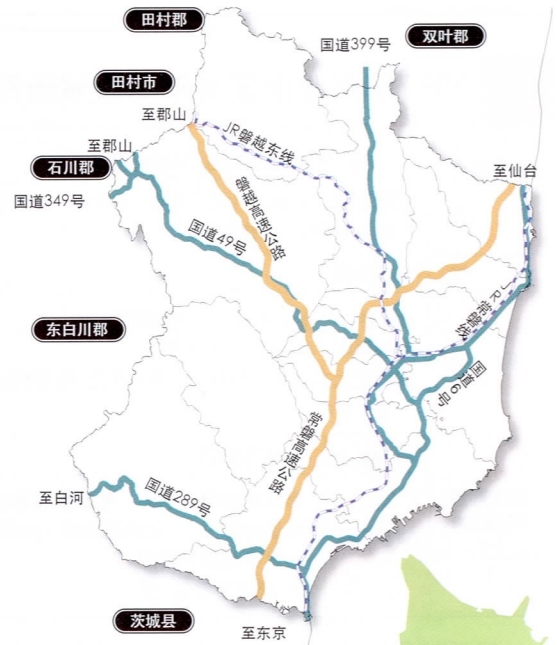 田村郡
国道399号
双叶郡
田村市
至郡山
JR磐越东线
至郡山
石川郡
国道349号
至仙台
磐越高速公路
国道49号
JR常磐线
东白川郡
国道6号
常磐高速公路
至白河
国道289号
茨城县
至东京